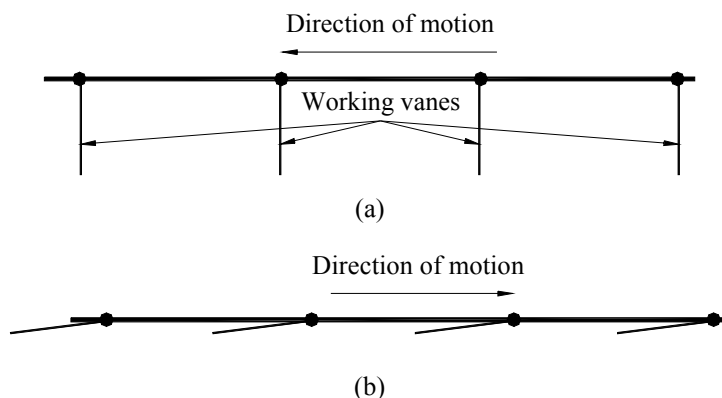 Direction of motion
Working vanes
(a)
Direction of motion
(b)